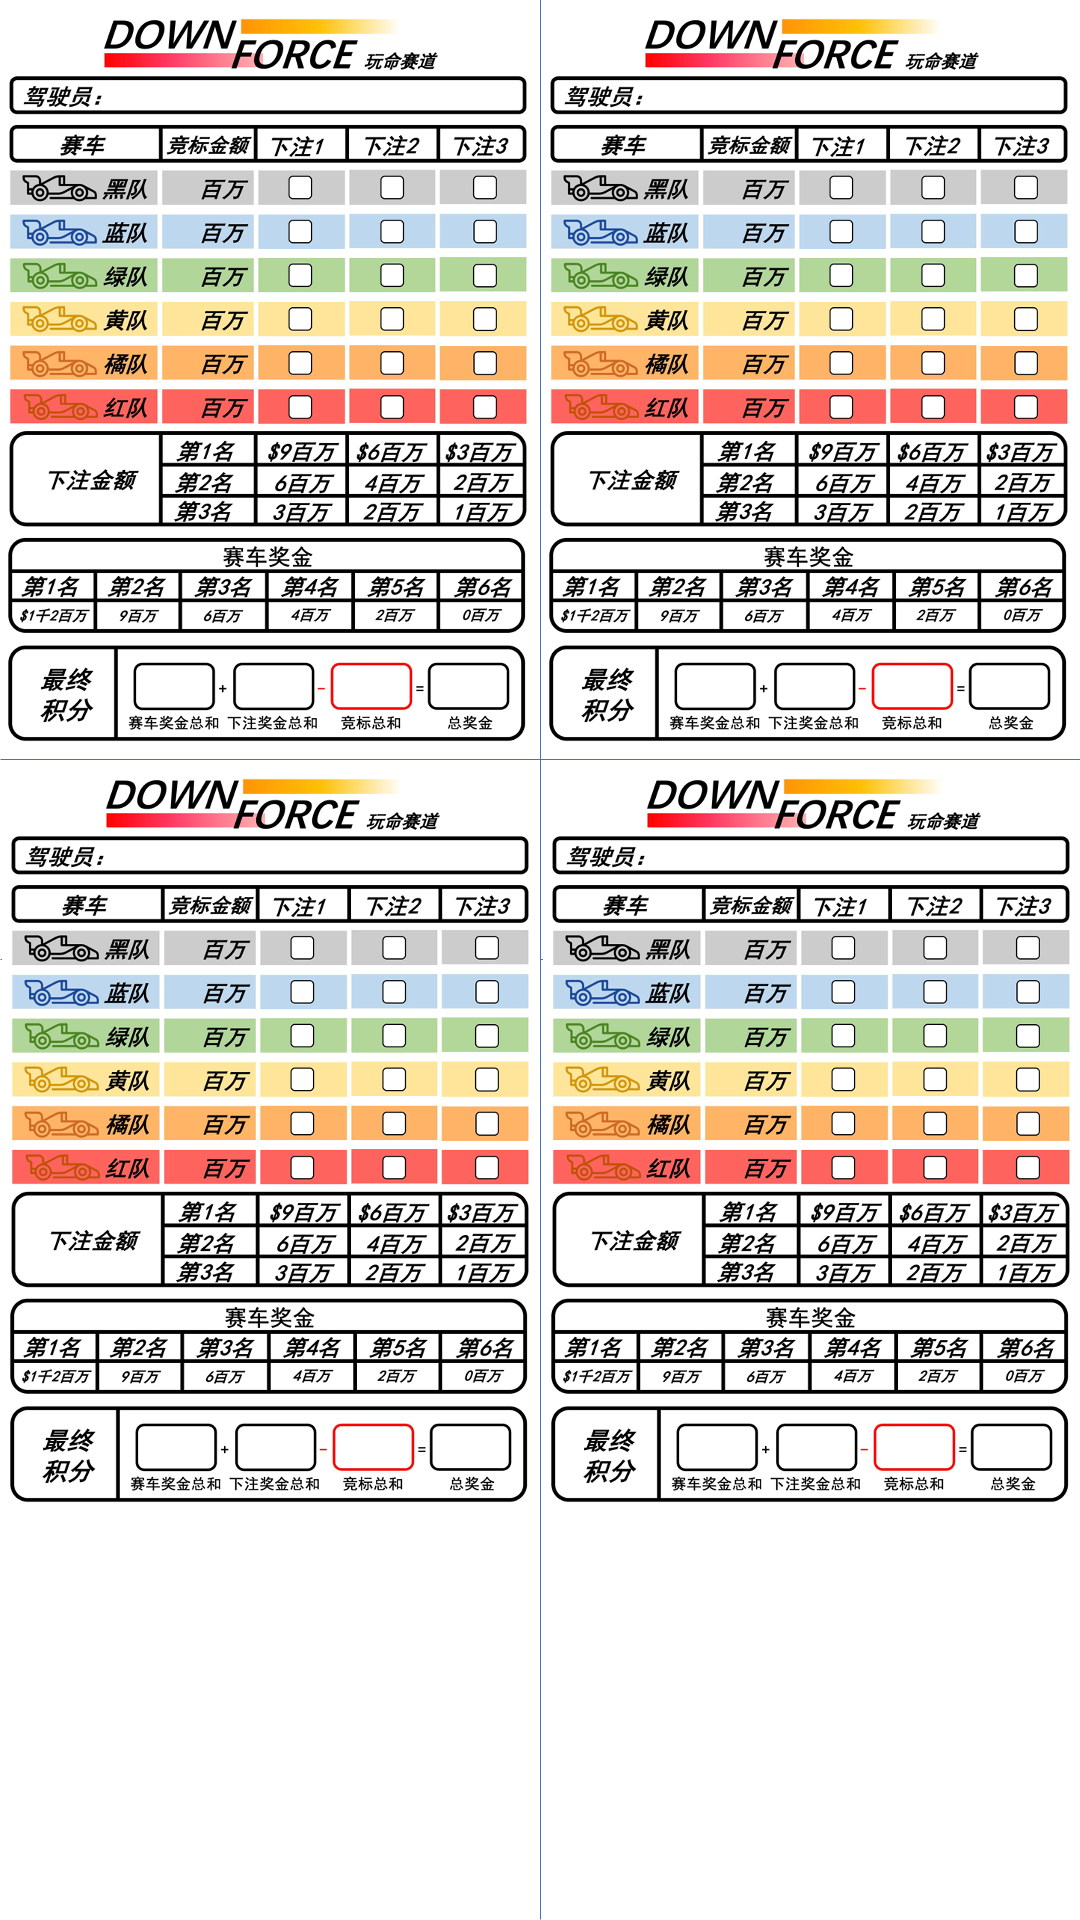 DOWN
FORCE 玩命赛道
驾驶员：
赛车 竞标金额 下注1 下注2 下注3
黑队 百万
蓝队 百万
绿队 百万
黄队 百万
橘队 百万
红队 百万
下注金额
第1名 $9百万 $6百万 $3百万
第2名 6百万 4百万 2百万
第3名 3百万 2百万 1百万
赛车奖金
第1名 第2名 第3名 第4名 第5名 第6名
$1千2百万 9百万 6百万 4百万 2百万 0百万
最终
积分
+ - =
赛车奖金总和 下注奖金总和 竞标总和 总奖金
DOWN
FORCE 玩命赛道
驾驶员：
赛车 竞标金额 下注1 下注2 下注3
黑队 百万
蓝队 百万
绿队 百万
黄队 百万
橘队 百万
红队 百万
下注金额
第1名 $9百万 $6百万 $3百万
第2名 6百万 4百万 2百万
第3名 3百万 2百万 1百万
赛车奖金
第1名 第2名 第3名 第4名 第5名 第6名
$1千2百万 9百万 6百万 4百万 2百万 0百万
最终
积分
+ - =
赛车奖金总和 下注奖金总和 竞标总和 总奖金
DOWN
FORCE 玩命赛道
驾驶员：
赛车 竞标金额 下注1 下注2 下注3
黑队 百万
蓝队 百万
绿队 百万
黄队 百万
橘队 百万
红队 百万
下注金额
第1名 $9百万 $6百万 $3百万
第2名 6百万 4百万 2百万
第3名 3百万 2百万 1百万
赛车奖金
第1名 第2名 第3名 第4名 第5名 第6名
$1千2百万 9百万 6百万 4百万 2百万 0百万
最终
积分
+ - =
赛车奖金总和 下注奖金总和 竞标总和 总奖金
DOWN
FORCE 玩命赛道
驾驶员：
赛车 竞标金额 下注1 下注2 下注3
黑队 百万
蓝队 百万
绿队 百万
黄队 百万
橘队 百万
红队 百万
下注金额
第1名 $9百万 $6百万 $3百万
第2名 6百万 4百万 2百万
第3名 3百万 2百万 1百万
赛车奖金
第1名 第2名 第3名 第4名 第5名 第6名
$1千2百万 9百万 6百万 4百万 2百万 0百万
最终
积分
+ - =
赛车奖金总和 下注奖金总和 竞标总和 总奖金